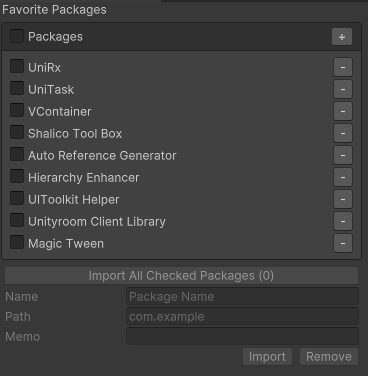 Favorite Packages
Packages +
UniRx -
UniTask -
VContainer -
Shalico Tool Box -
Auto Reference Generator -
Hierarchy Enhancer -
UIToolkit Helper -
Unityroom Client Library -
Magic Tween -
Import All Checked Packages (0)
Name Package Name
Path com.example
Memo
Import Remove